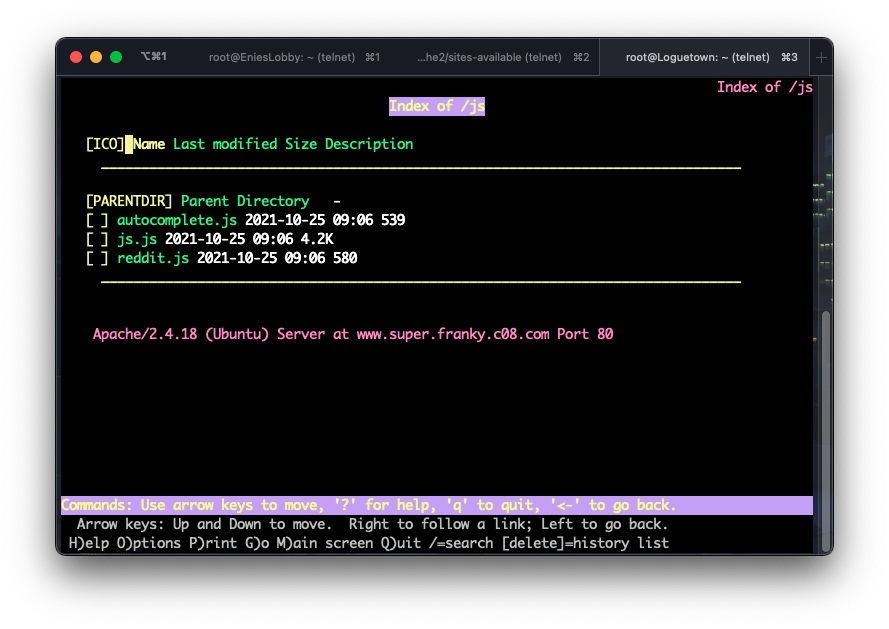 ⌥⌘1 root@EniesLobby: ~ (telnet) ⌘1 ...he2/sites-available (telnet) ⌘2 root@Loguetown: ~ (telnet) ⌘3
Index of /js
Index of /js
[ICO] Name Last modified Size Description
[PARENTDIR] Parent Directory -
[ ] autocomplete.js 2021-10-25 09:06 539
[ ] js.js 2021-10-25 09:06 4.2K
[ ] reddit.js 2021-10-25 09:06 580
Apache/2.4.18 (Ubuntu) Server at www.super.franky.c08.com Port 80
Commands: Use arrow keys to move, '?' for help, 'q' to quit, '<-' to go back.
Arrow keys: Up and Down to move. Right to follow a link; Left to go back.
H)elp O)ptions P)rint G)o M)ain screen Q)uit /=search [delete]=history list